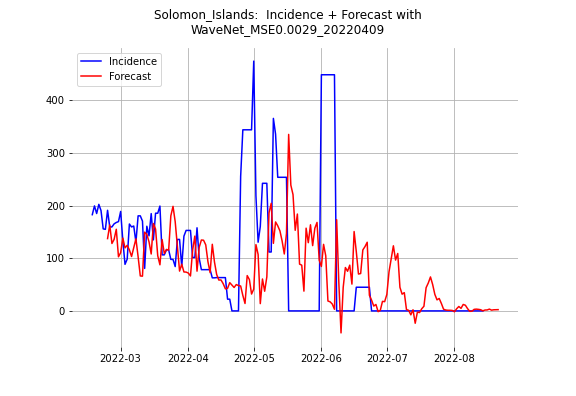 Solomon_Islands:  Incidence + Forecast with
WaveNet_MSE0.0029_20220409
Incidence
Forecast
400
300
200
100
0
2022-03
2022-04
2022-05
2022-06
2022-07
2022-08